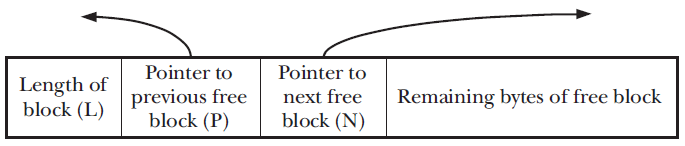 Length of
block (L)
Pointer to
previous free
block (P)
Pointer to
next free
block (N)
Remaining bytes of free block